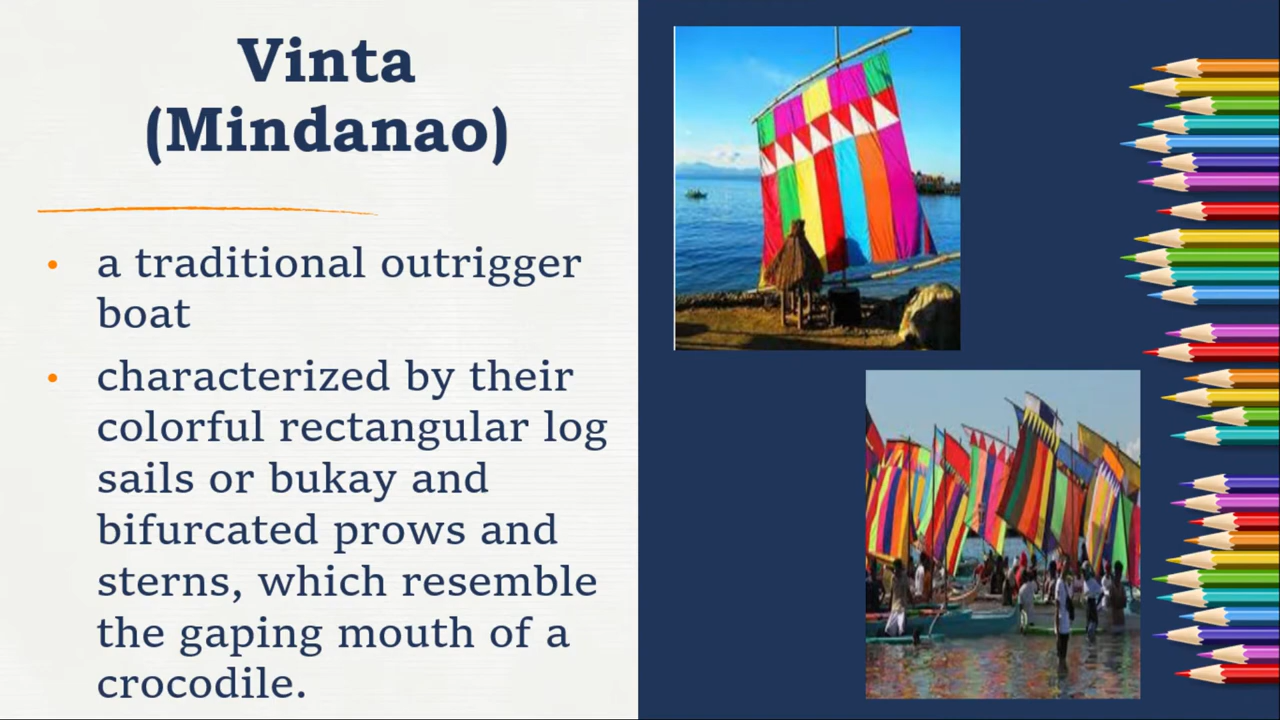 Vinta
(Mindanao)
• a traditional outrigger
boat
• characterized by their
colorful rectangular log
sails or bukay and
bifurcated prows and
sterns, which resemble
the gaping mouth of a
crocodile.